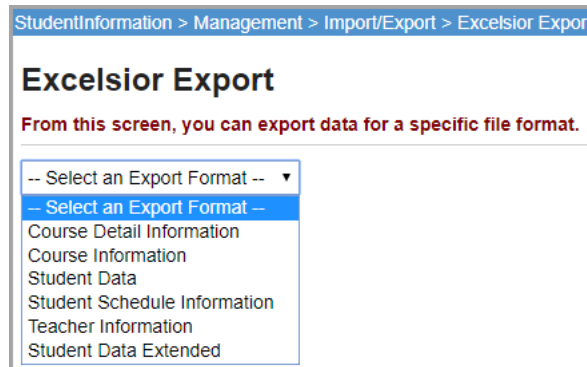 StudentInformation > Management > Import/Export > Excelsior Expor
Excelsior Export
From this screen, you can export data for a specific file format.
-- Select an Export Format --
-- Select an Export Format --
Course Detail Information
Course Information
Student Data
Student Schedule Information
Teacher Information
Student Data Extended